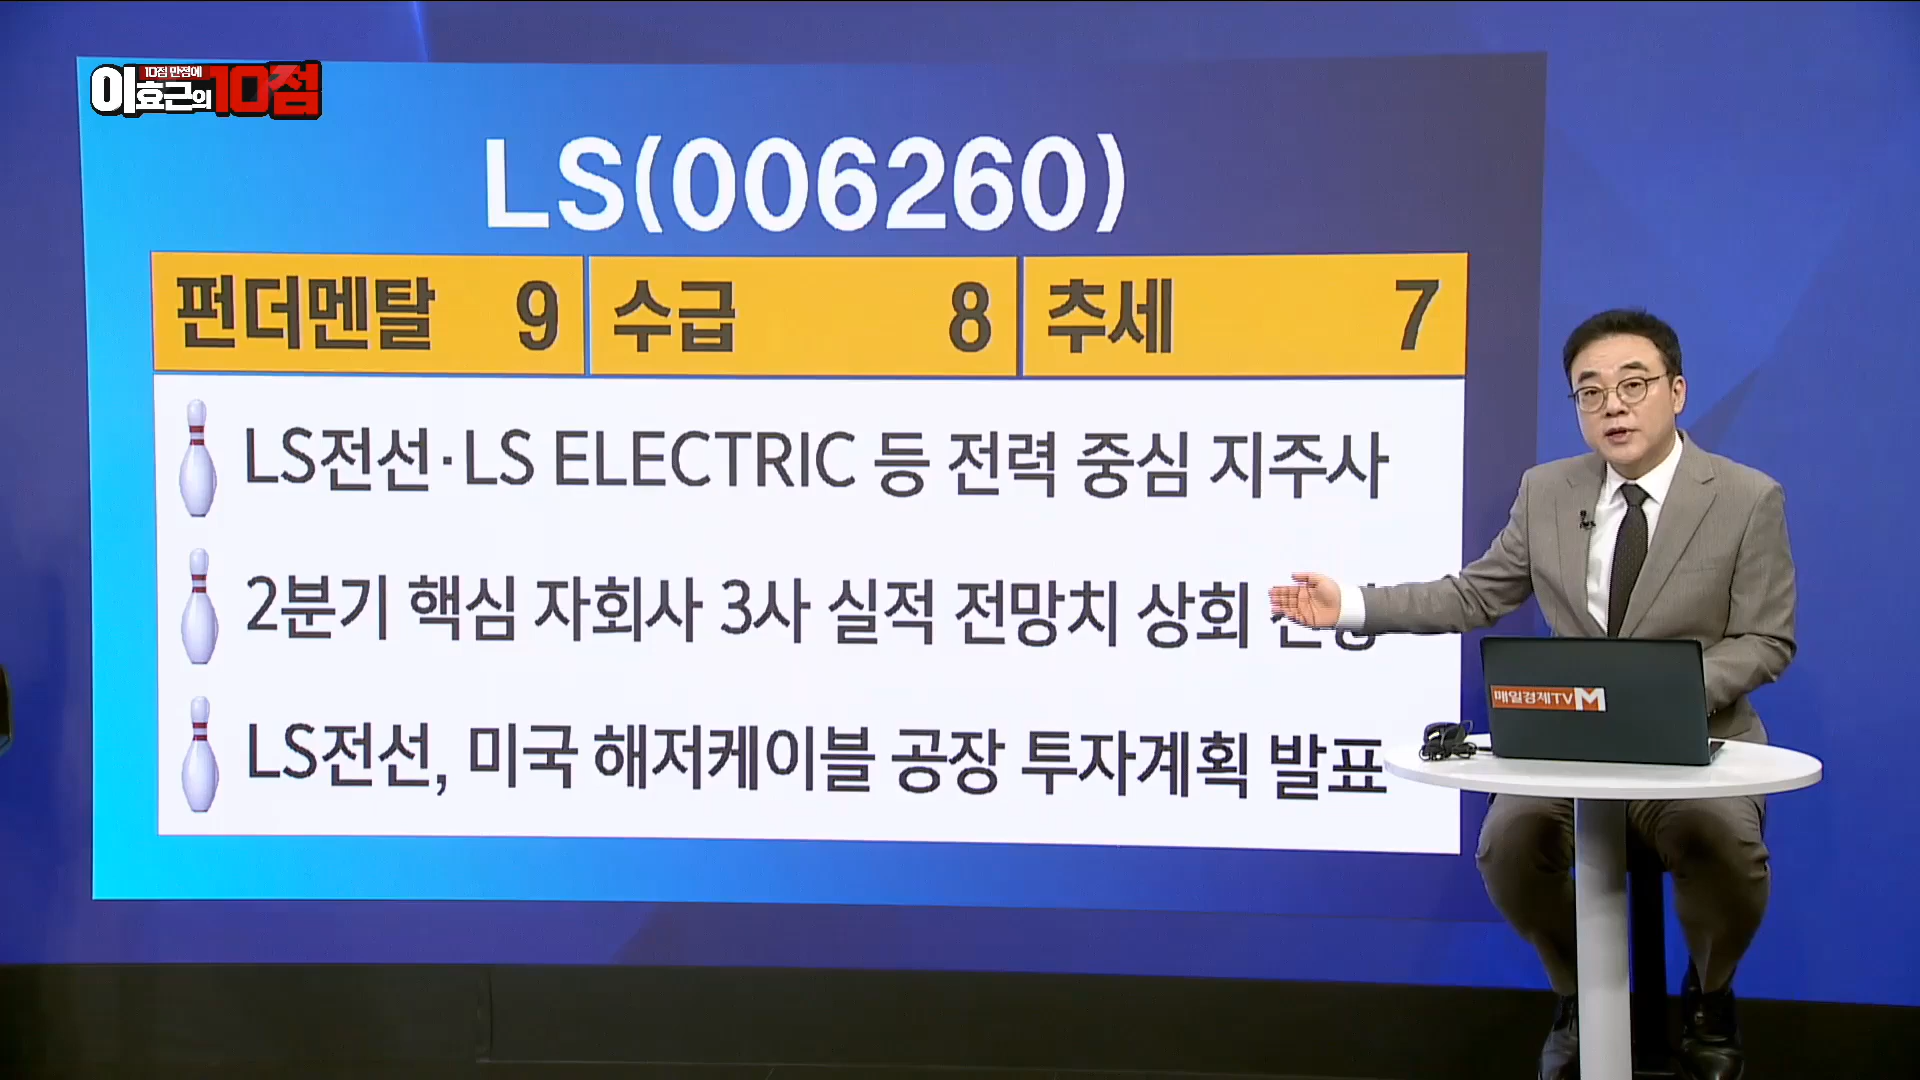 10점 만점에
이효근의 10점
LS(006260)
펀더멘탈 9 수급 8 추세 7
LS전선·LS ELECTRIC 등 전력 중심 지주사
2분기 핵심 자회사 3사 실적 전망치 상회
LS전선, 미국 해저케이블 공장 투자계획 발표
매일경제TV M